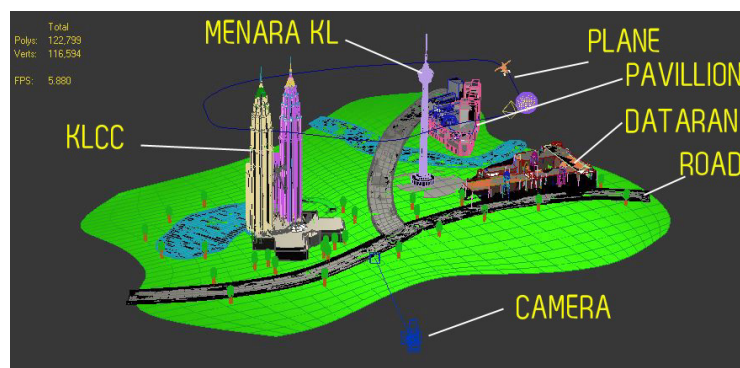 Total
Polys: 122,799
Verts: 116,594
FPS: 5.880
MENARA KL
PLANE
PAVILLION
KLCC
DATARAN
ROAD
CAMERA